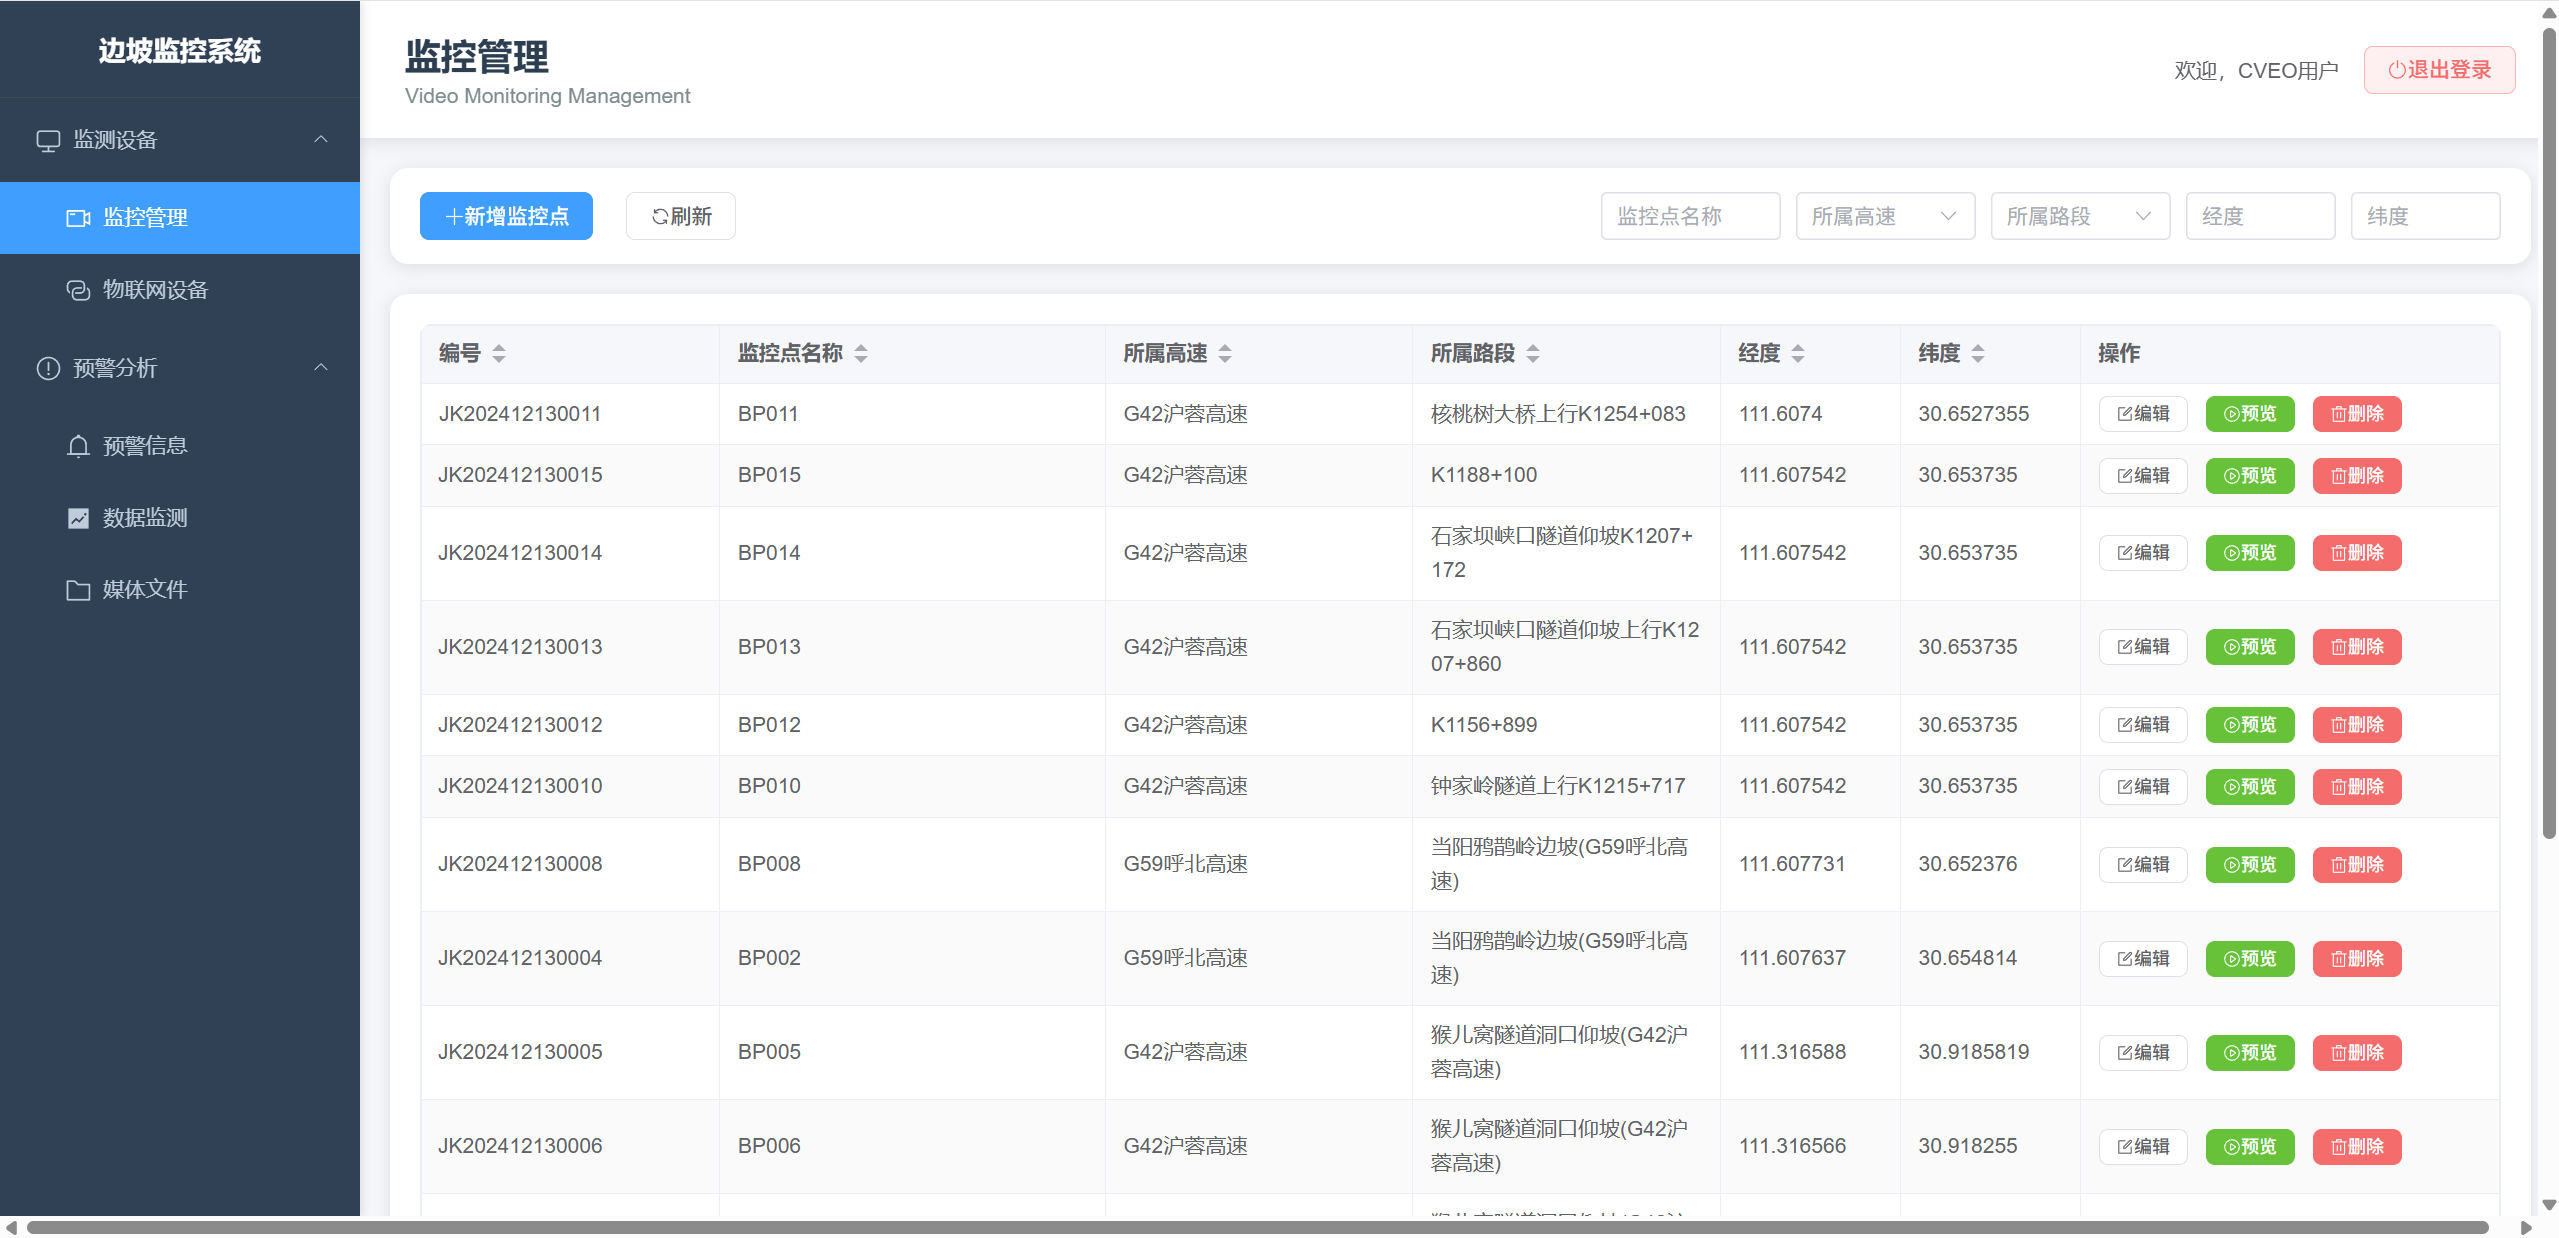 边坡监控系统
监测设备
监控管理
物联网设备
预警分析
预警信息
数据监测
媒体文件
监控管理
Video Monitoring Management
欢迎，CVEO用户
退出登录
新增监控点
刷新
监控点名称
所属高速
所属路段
经度
纬度
编号 监控点名称 所属高速 所属路段 经度 纬度 操作
JK202412130011 BP011 G42沪蓉高速 核桃树大桥上行K1254+083 111.6074 30.6527355 编辑 预览 删除
JK202412130015 BP015 G42沪蓉高速 K1188+100 111.607542 30.653735 编辑 预览 删除
JK202412130014 BP014 G42沪蓉高速 石家坝峡口隧道仰坡K1207+
172 111.607542 30.653735 编辑 预览 删除
JK202412130013 BP013 G42沪蓉高速 石家坝峡口隧道仰坡上行K12
07+860 111.607542 30.653735 编辑 预览 删除
JK202412130012 BP012 G42沪蓉高速 K1156+899 111.607542 30.653735 编辑 预览 删除
JK202412130010 BP010 G42沪蓉高速 钟家岭隧道上行K1215+717 111.607542 30.653735 编辑 预览 删除
JK202412130008 BP008 G59呼北高速 当阳鸦鹊岭边坡(G59呼北高
速) 111.607731 30.652376 编辑 预览 删除
JK202412130004 BP002 G59呼北高速 当阳鸦鹊岭边坡(G59呼北高
速) 111.607637 30.654814 编辑 预览 删除
JK202412130005 BP005 G42沪蓉高速 猴儿窝隧道洞口仰坡(G42沪
蓉高速) 111.316588 30.9185819 编辑 预览 删除
JK202412130006 BP006 G42沪蓉高速 猴儿窝隧道洞口仰坡(G42沪
蓉高速) 111.316566 30.918255 编辑 预览 删除